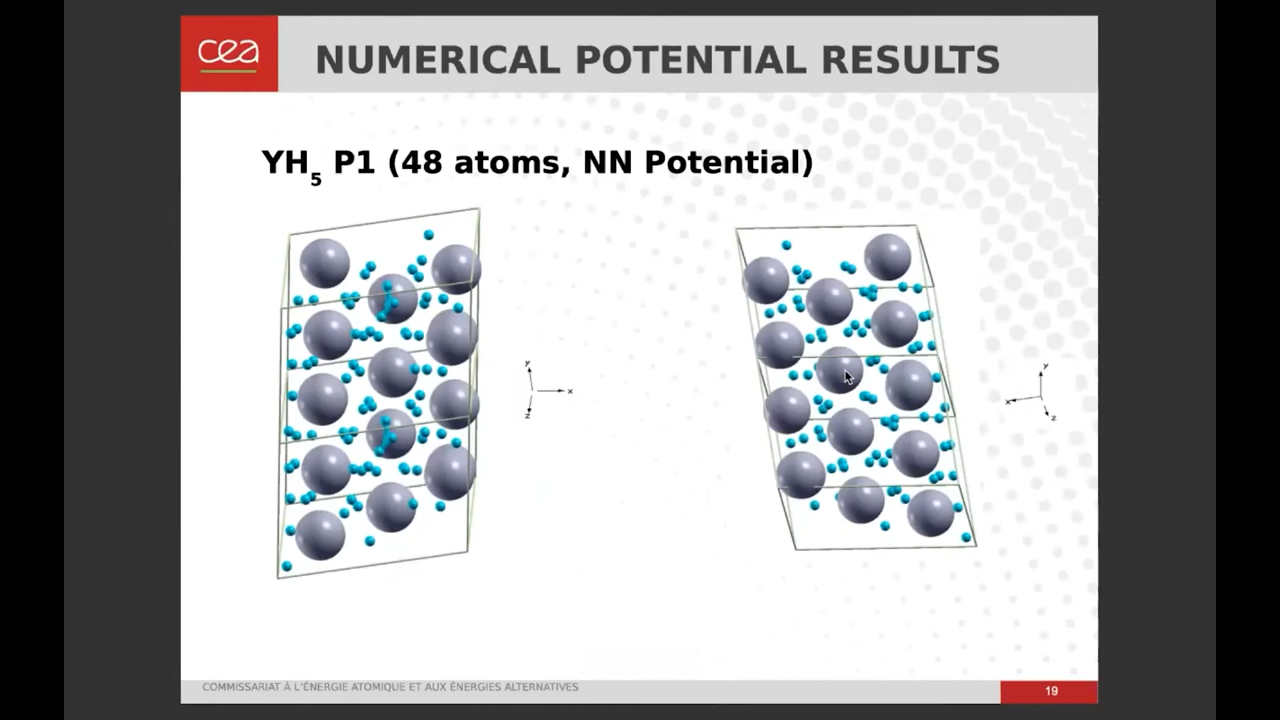 cea
NUMERICAL POTENTIAL RESULTS
YH5 P1 (48 atoms, NN Potential)
y
x
z
y
x
z
COMMISSARIAT À L'ÉNERGIE ATOMIQUE ET AUX ÉNERGIES ALTERNATIVES
19